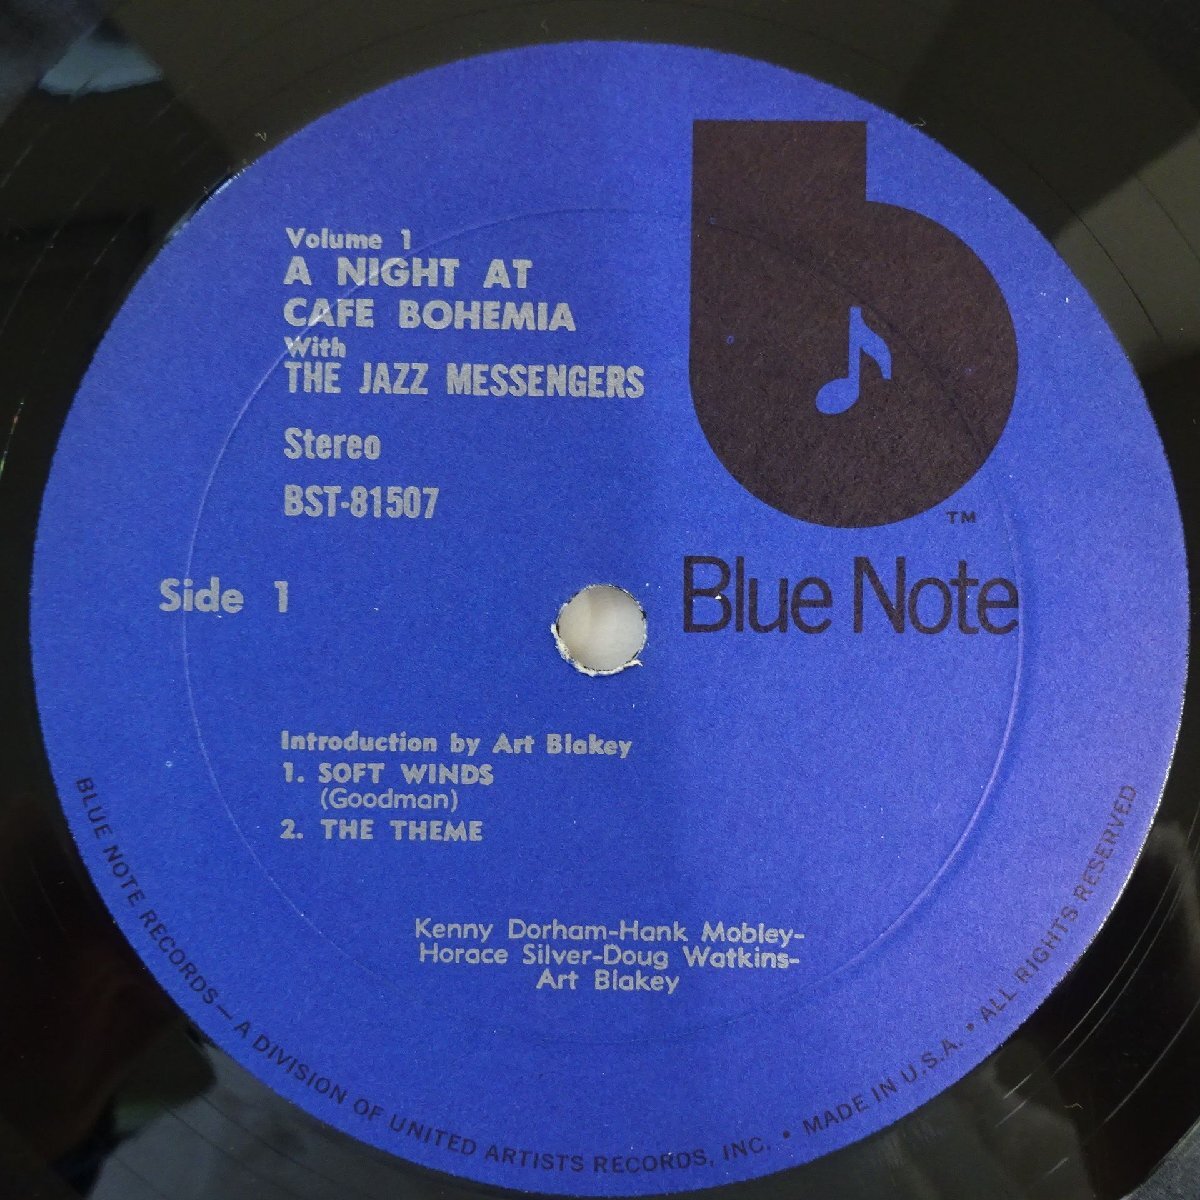 Volume 1
A NIGHT AT
CAFE BOHEMIA
With
THE JAZZ MESSENGERS
Stereo
BST-81507
Side 1
TM
Blue Note
Introduction by Art Blakey
1. SOFT WINDS
(Goodman)
2. THE THEME
Kenny Dorham-Hank Mobley-
Horace Silver-Doug Watkins-
Art Blakey
BLUE NOTE RECORDS—A DIVISION OF UNITED ARTISTS RECORDS, INC. • MADE IN U.S.A. • ALL RIGHTS RESERVED